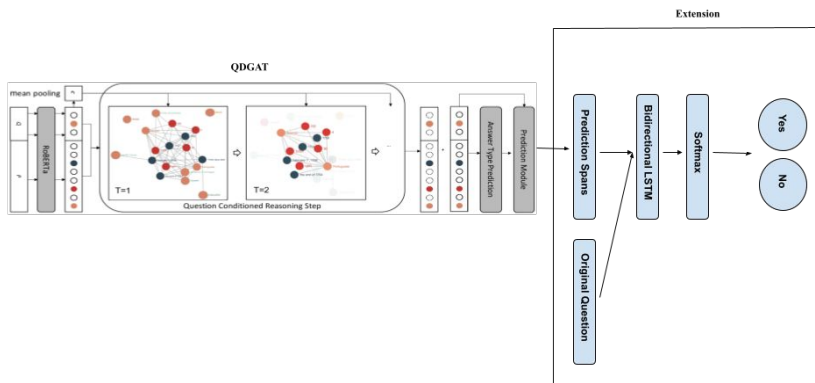 Extension
QDGAT
mean pooling
Q
P
RoBERTa
T=1
T=2
...
Question Conditioned Reasoning Step
Answer Type Prediction
Prediction Module
Prediction Spans
Original Question
Bidirectional LSTM
Softmax
Yes
No